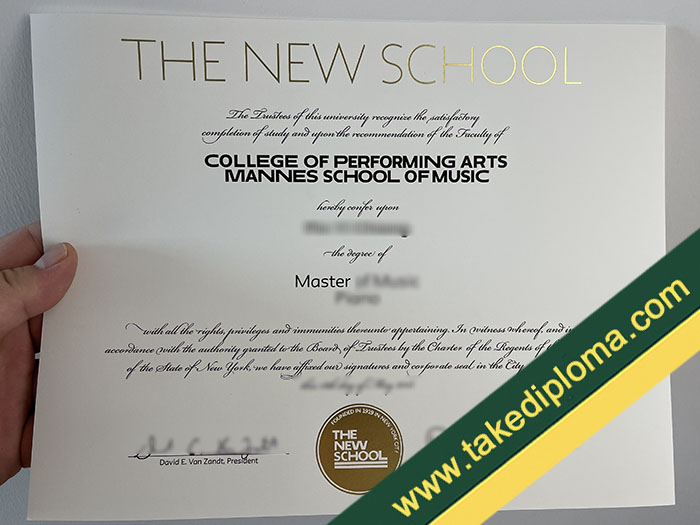 THE NEW SCHOOL
The Trustees of this university recognize the satisfactory
completion of study and upon the recommendation of the Faculty of
COLLEGE OF PERFORMING ARTS
MANNES SCHOOL OF MUSIC
hereby confer upon
the degree of
Master of Music
Piano
with all the rights, privileges and immunities thereunto appertaining. In witness whereof, and in
accordance with the authority granted to the Board of Trustees by the Charter of the Regents of
of the State of New York, we have affixed our signatures and corporate seal in the City
David E. Van Zandt, President
FOUNDED IN 1919 IN NEW YORK CITY
THE
NEW
SCHOOL
www.takediploma.com